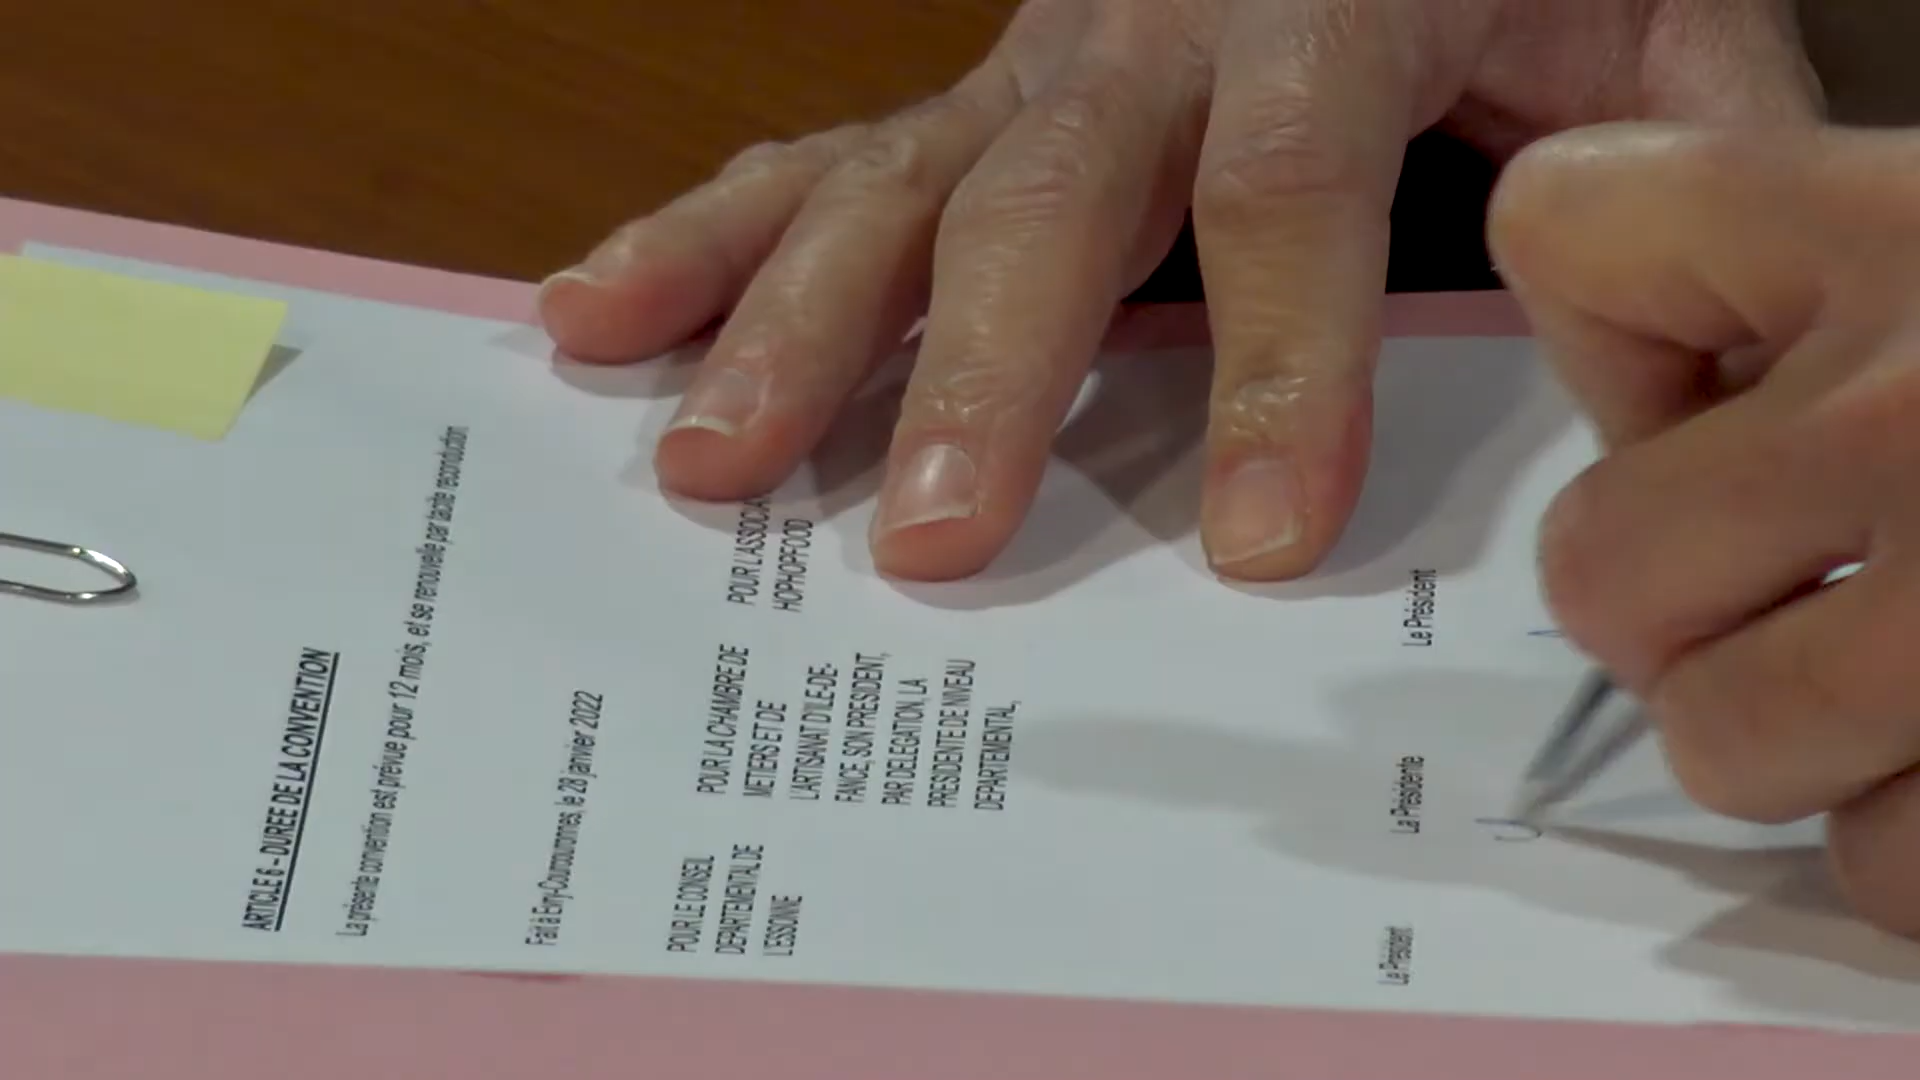 ARTICLE 6 – DUREE DE LA CONVENTION
La présente convention est prévue pour 12 mois, et se renouvelle par tacite reconduction
Fait à Evry-Courcouronnes, le 28 janvier 2022
POUR LE CONSEIL
DEPARTEMENTAL DE
L'ESSONNE
POUR LA CHAMBRE DE
METIERS ET DE
L'ARTISANAT D'ILE-DE-
FANCE, SON PRESIDENT,
PAR DELEGATION, LA
PRESIDENTE DE NIVEAU
DEPARTEMENTAL,
POUR L'ASSOCIA
HOPHOPFOOD
Le Président
La Présidente
Le Président